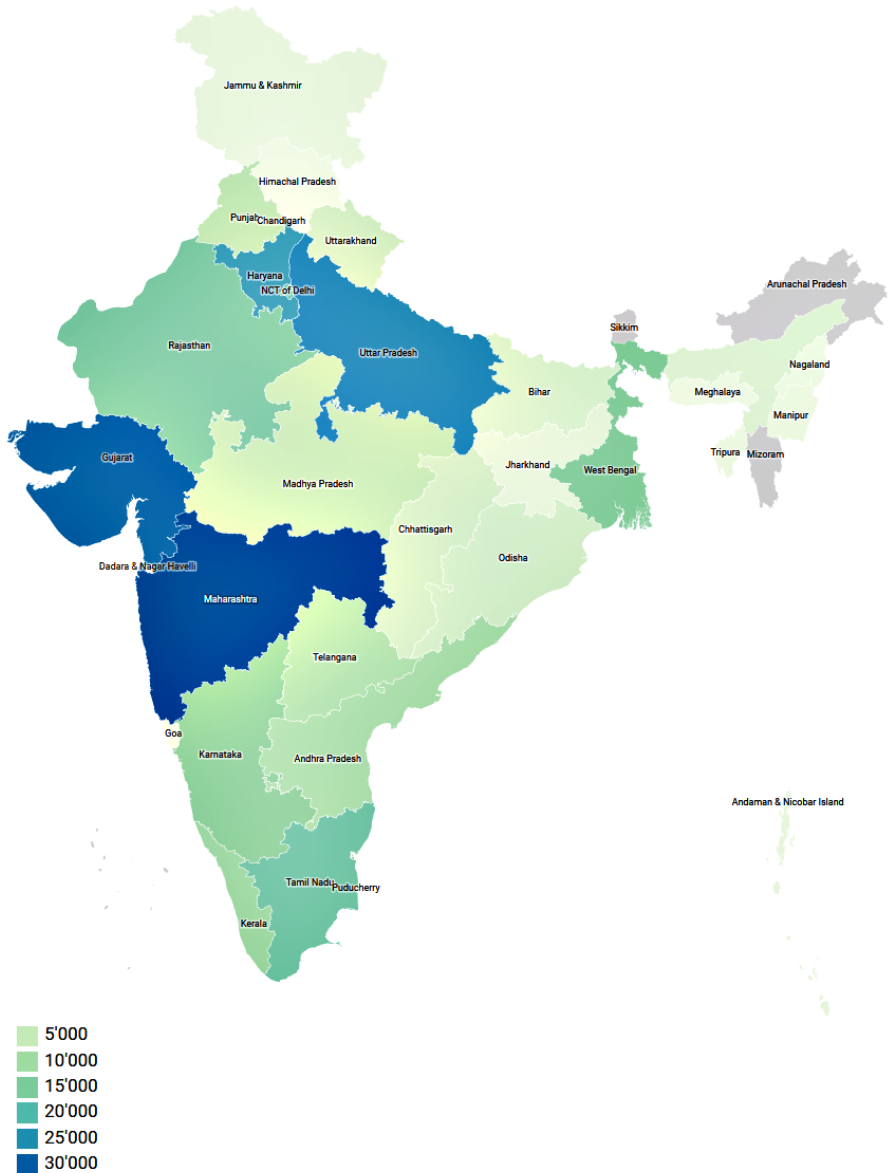 Jammu & Kashmir
Himachal Pradesh
Punjab
Chandigarh
Uttarakhand
Haryana
NCT of Delhi
Arunachal Pradesh
Sikkim
Rajasthan
Uttar Pradesh
Nagaland
Bihar
Meghalaya
Manipur
Gujarat
Tripura
Mizoram
Jharkhand
West Bengal
Madhya Pradesh
Chhattisgarh
Odisha
Dadara & Nagar Havelli
Maharashtra
Telangana
Goa
Karnataka
Andhra Pradesh
Andaman & Nicobar Island
Tamil Nadu
Puducherry
Kerala
5'000
10'000
15'000
20'000
25'000
30'000